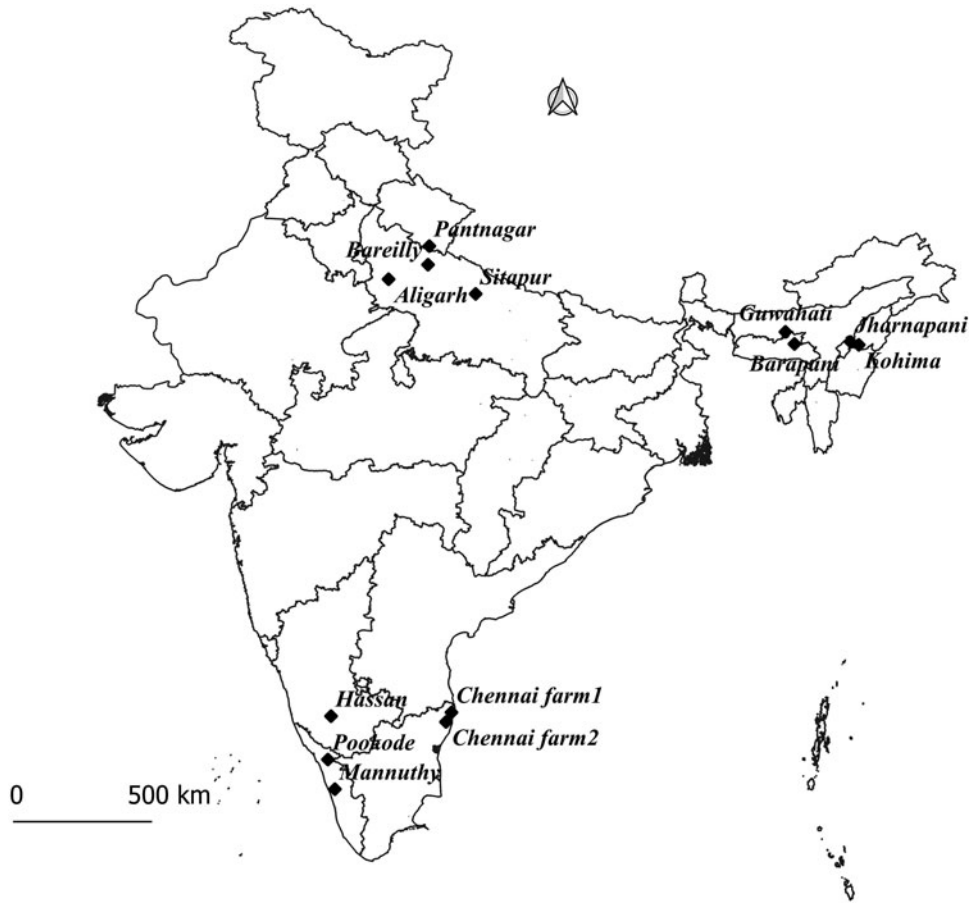 Pantnagar
Bareilly
Sitapur
Aligarh
Guwahati
Jharnapani
Barapani
Kohima
Hassan
Chennai farm1
Pookode
Chennai farm2
Mannuthy
0 500 km